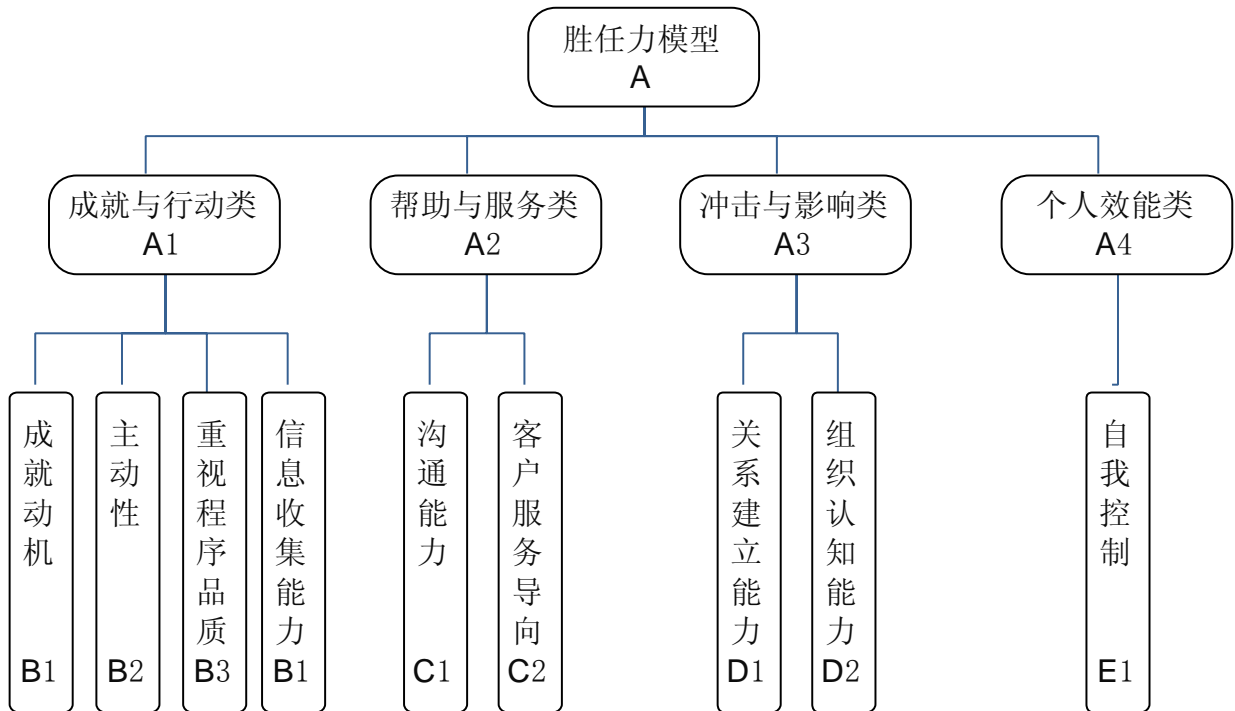 胜任力模型
A
成就与行动类
A1
帮助与服务类
A2
冲击与影响类
A3
个人效能类
A4
成就动机
B1
主动性
B2
重视程序品质
B3
信息收集能力
B1
沟通能力
C1
客户服务导向
C2
关系建立能力
D1
组织认知能力
D2
自我控制
E1